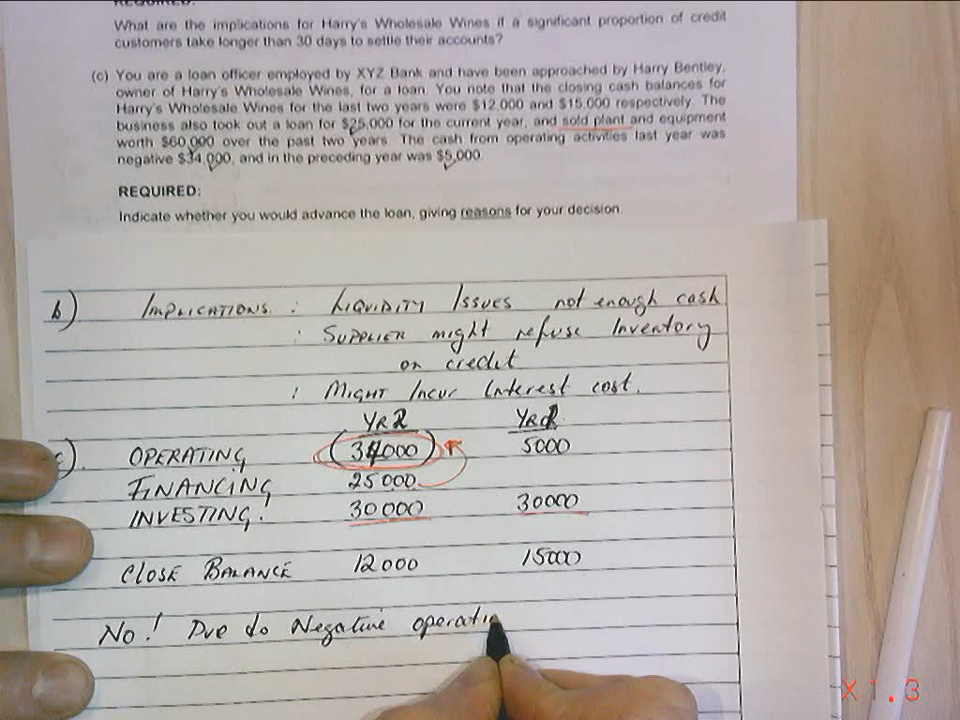 REQUIRED:
What are the implications for Harry's Wholesale Wines if a significant proportion of credit
customers take longer than 30 days to settle their accounts?
(c) You are a loan officer employed by XYZ Bank and have been approached by Harry Bentley,
owner of Harry's Wholesale Wines, for a loan. You note that the closing cash balances for
Harry's Wholesale Wines for the last two years were $12,000 and $15,000 respectively. The
business also took out a loan for $25,000 for the current year, and sold plant and equipment
worth $60,000 over the past two years. The cash from operating activities last year was
negative $34,000, and in the preceding year was $5,000.
REQUIRED:
Indicate whether you would advance the loan, giving reasons for your decision.
b) IMPLICATIONS : LIQUIDITY ISSUES not enough cash
: SUPPLIER might refuse Inventory
on credit
: MIGHT Incur Interest cost.
YR 2 YR 1
c). OPERATING (34000) 5000
FINANCING 25000
INVESTING. 30000 30000
CLOSE BALANCE 12000 15000
No! Due to Negative operatin
X1.3